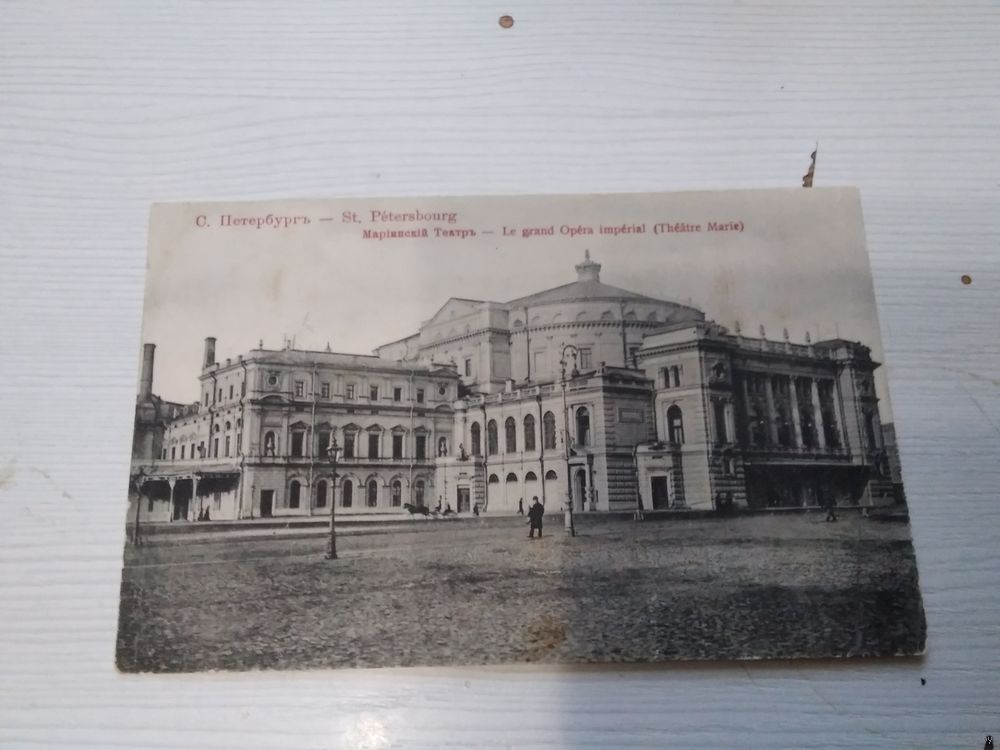 С. Петербургъ — St. Pétersbourg
Маріинскій Театръ — Le grand Opéra impérial (Théâtre Marie)